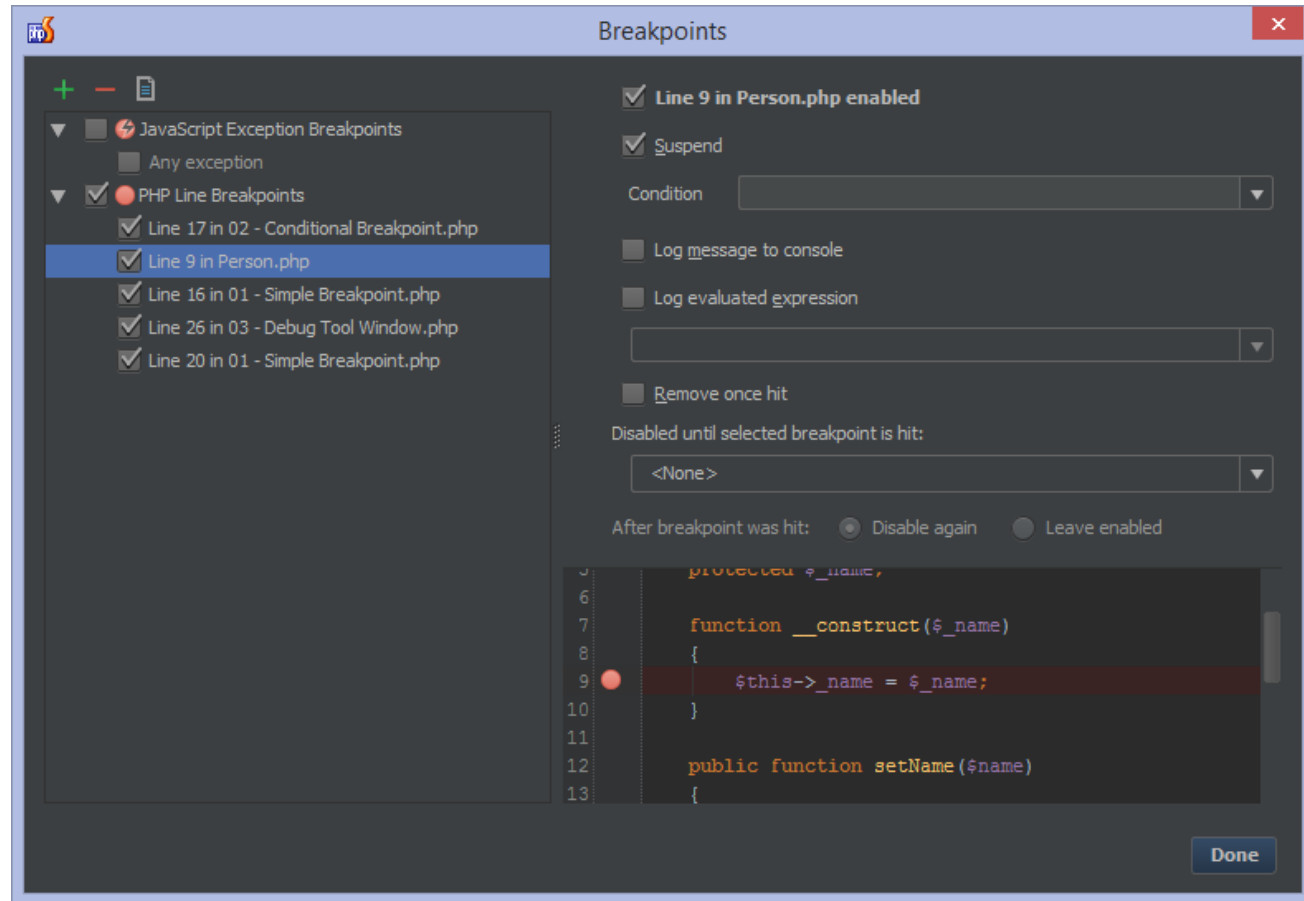 php
Breakpoints
JavaScript Exception Breakpoints
Any exception
PHP Line Breakpoints
Line 17 in 02 - Conditional Breakpoint.php
Line 9 in Person.php
Line 16 in 01 - Simple Breakpoint.php
Line 26 in 03 - Debug Tool Window.php
Line 20 in 01 - Simple Breakpoint.php
Line 9 in Person.php enabled
Suspend
Condition
Log message to console
Log evaluated expression
Remove once hit
Disabled until selected breakpoint is hit:
<None>
After breakpoint was hit: Disable again Leave enabled
5 protected $_name;
6
7 function __construct($_name)
8 {
9 $this->_name = $_name;
10 }
11
12 public function setName($name)
13 {
Done